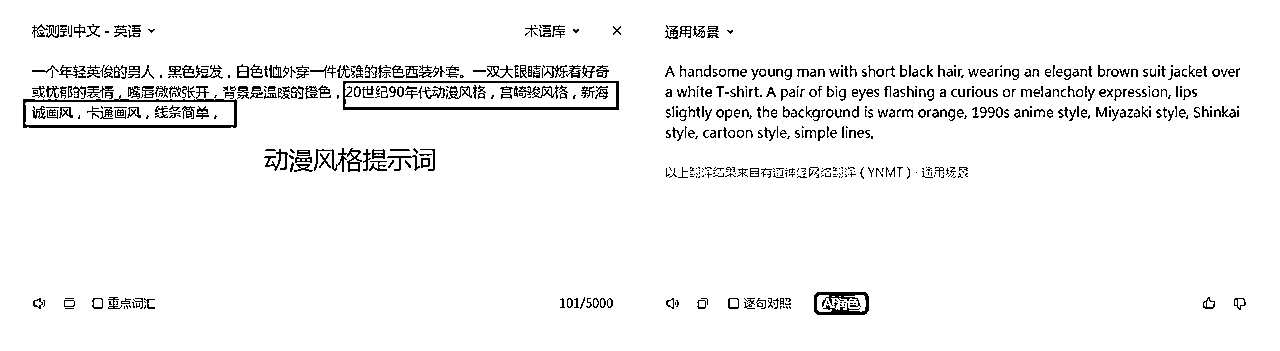 检测到中文 - 英语
术语库
一个年轻英俊的男人，黑色短发，白色t恤外穿一件优雅的棕色西装外套。一双大眼睛闪烁着好奇
或忧郁的表情，嘴唇微微张开，背景是温暖的橙色，20世纪90年代动漫风格，宫崎骏风格，新海
诚画风，卡通画风，线条简单，
动漫风格提示词
重点词汇
101/5000
通用场景
A handsome young man with short black hair, wearing an elegant brown suit jacket over
a white T-shirt. A pair of big eyes flashing a curious or melancholy expression, lips
slightly open, the background is warm orange, 1990s anime style, Miyazaki style, Shinkai
style, cartoon style, simple lines,
以上翻译结果来自有道神经网络翻译（YNMT）· 通用场景
逐句对照
AI润色